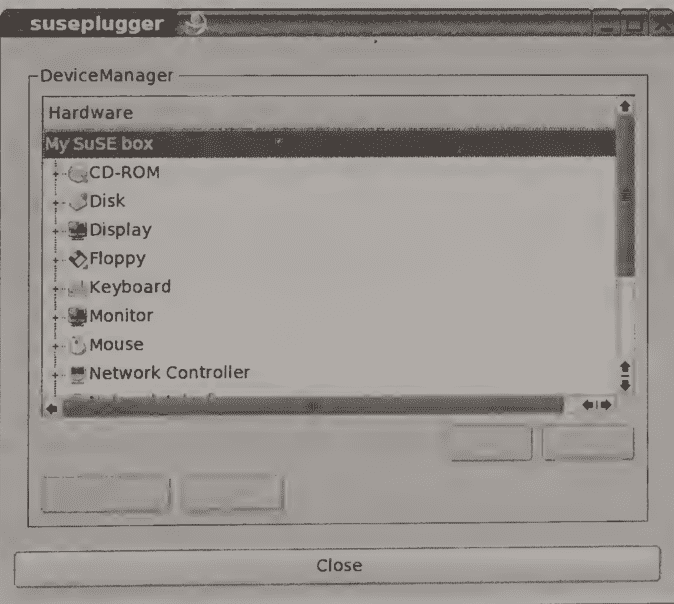 suseplugger
DeviceManager
Hardware
My SuSE box
CD-ROM
Disk
Display
Floppy
Keyboard
Monitor
Mouse
Network Controller
Close